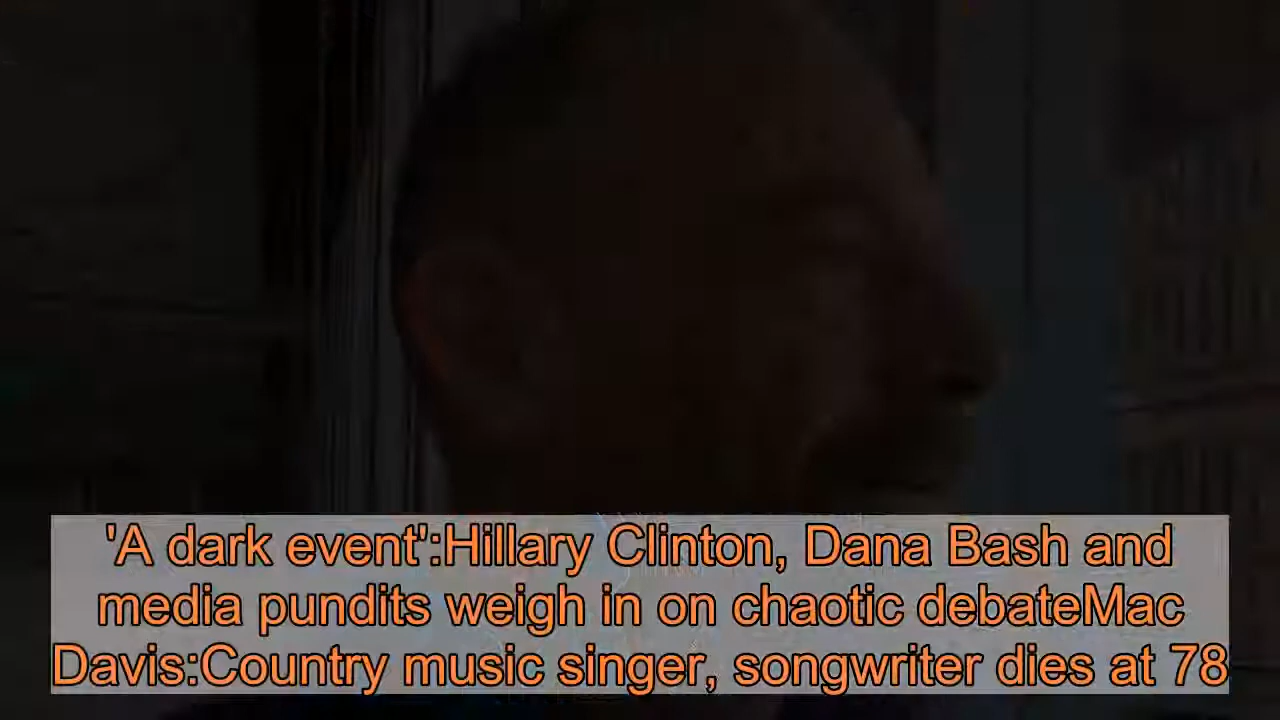 'A dark event':Hillary Clinton, Dana Bash and
media pundits weigh in on chaotic debateMac
Davis:Country music singer, songwriter dies at 78